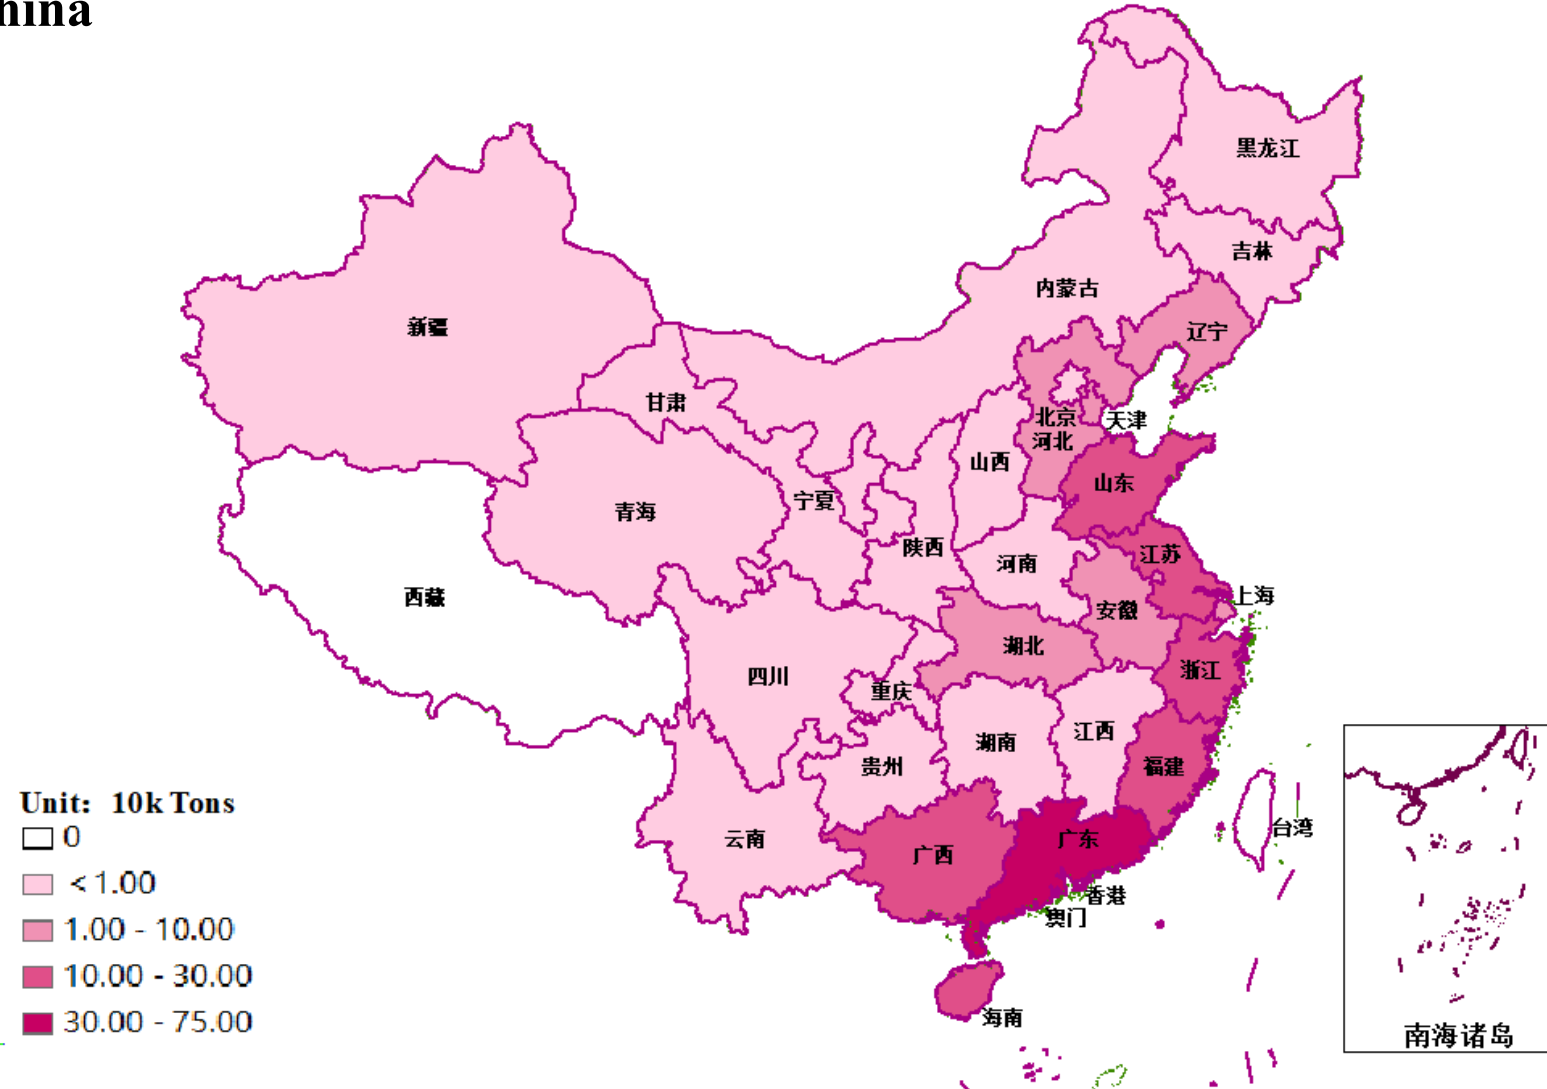 hina
黑龙江
吉林
内蒙古
辽宁
新疆
甘肃
北京
天津
河北
山西
山东
宁夏
青海
陕西
江苏
河南
西藏
上海
安徽
湖北
浙江
四川
重庆
江西
湖南
贵州
福建
云南
广西
广东
台湾
香港
澳门
海南
南海诸岛
Unit: 10k Tons
0
< 1.00
1.00 - 10.00
10.00 - 30.00
30.00 - 75.00